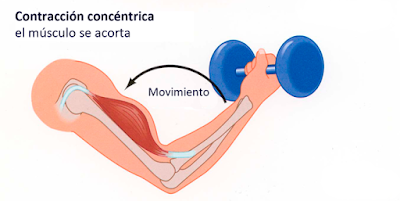 Contracción concéntrica
el músculo se acorta
Movimiento